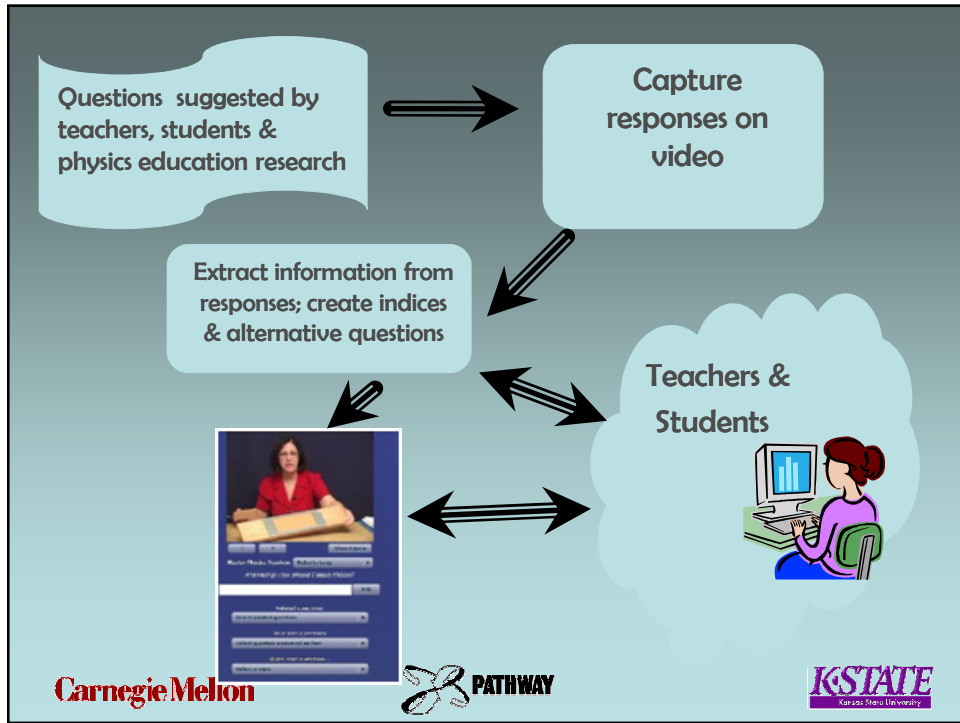 Questions suggested by
teachers, students &
physics education research
Capture
responses on
video
Extract information from
responses; create indices
& alternative questions
Teachers &
Students
Carnegie Mellon
PATHWAY
K-STATE
Kansas State University